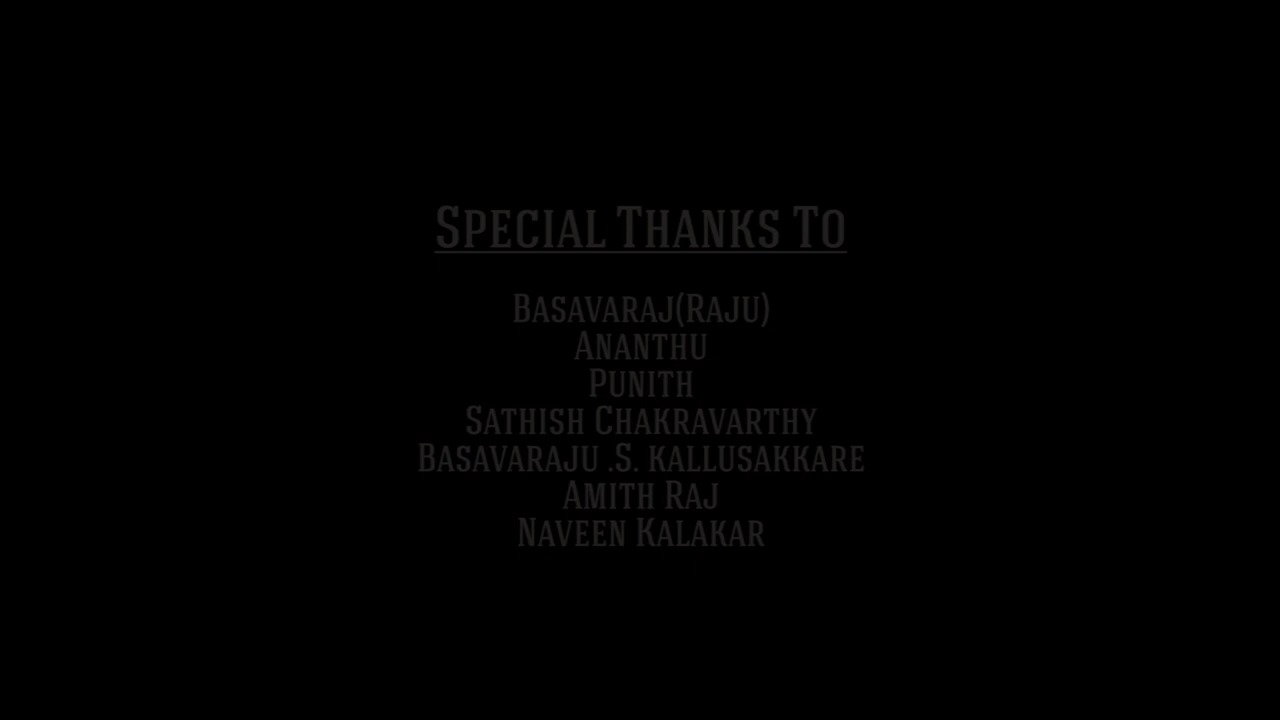 Special Thanks To
Basavaraj(Raju)
Ananthu
Punith
Sathish Chakravarthy
Basavaraju .S. kallusakkare
Amith Raj
Naveen Kalakar